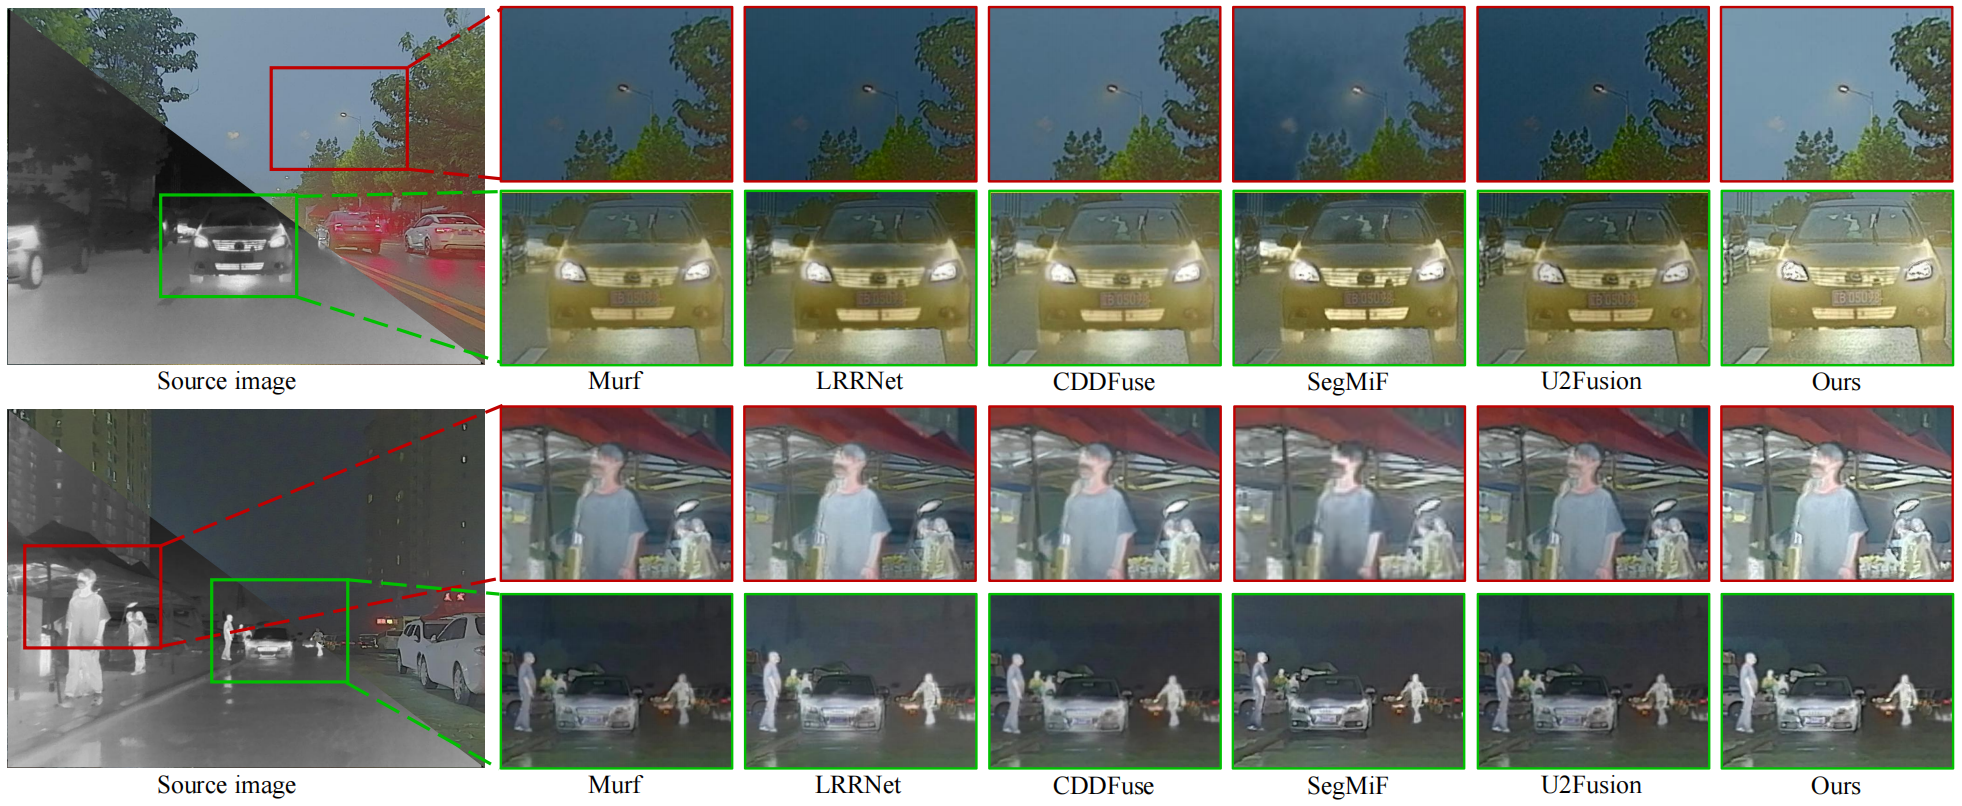 Source image
Murf
LRRNet
CDDFuse
SegMiF
U2Fusion
Ours
Source image
Murf
LRRNet
CDDFuse
SegMiF
U2Fusion
Ours